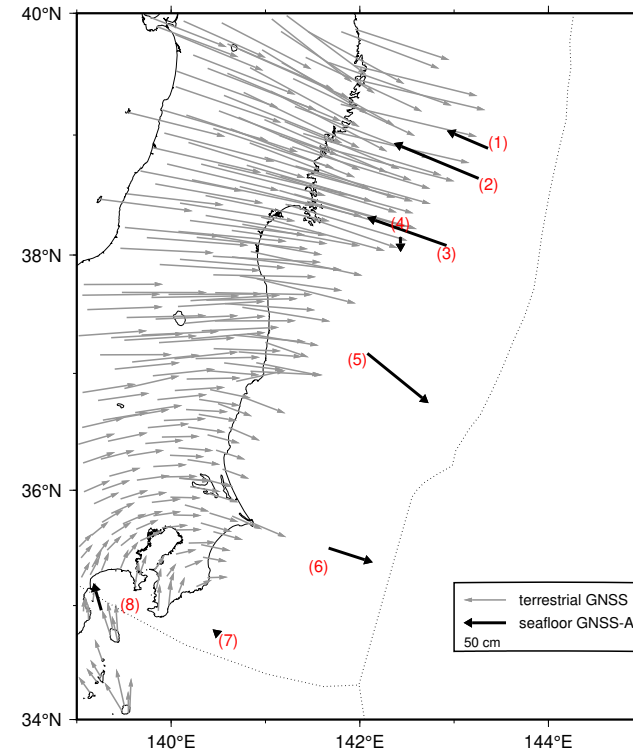 40°N
(1)
(2)
(4)
38°N
(3)
(5)
36°N
(6)
terrestrial GNSS
(8)
seafloor GNSS-A
(7)
50 cm
34°N
140°E
142°E
144°E